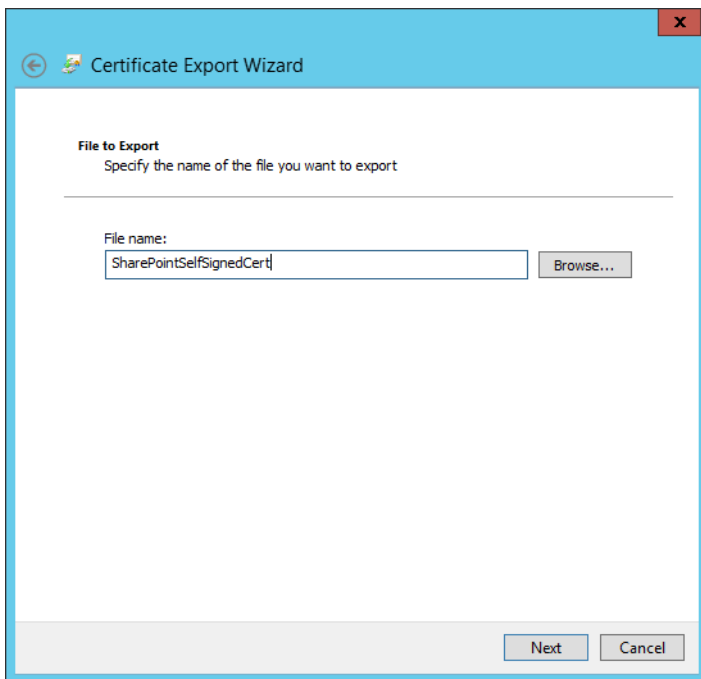 x
Certificate Export Wizard
File to Export
Specify the name of the file you want to export
File name:
SharePointSelfSignedCert
Browse...
Next
Cancel